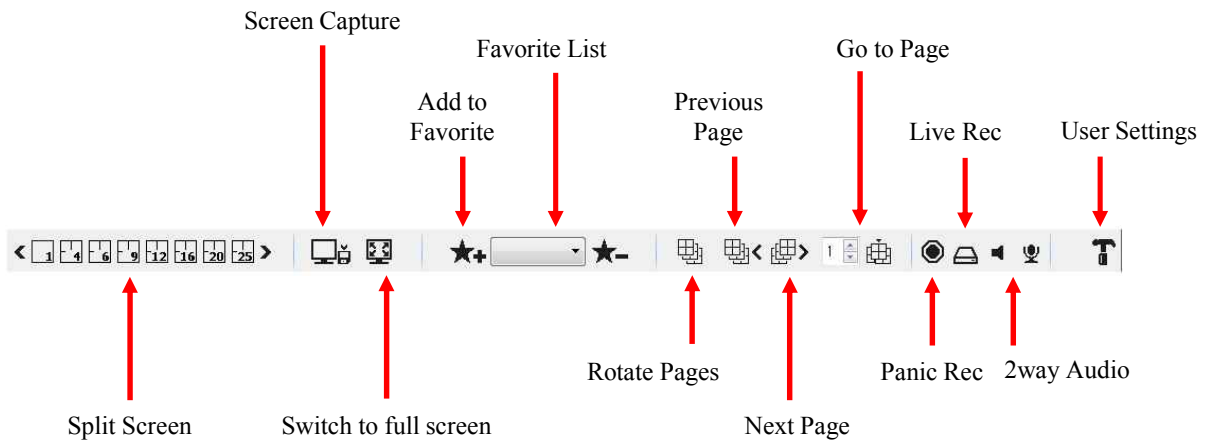 Screen Capture
Favorite List
Go to Page
Add to
Favorite
Previous
Page
Live Rec
User Settings
1 4 6 9 12 16 20 25
1
Rotate Pages
Panic Rec
2way Audio
Split Screen
Switch to full screen
Next Page